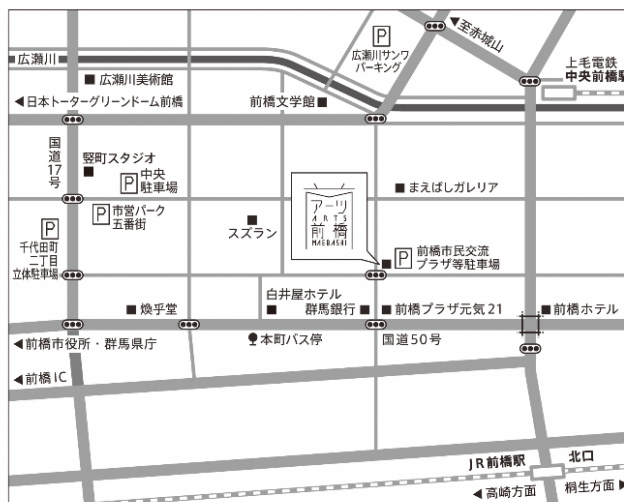 ◀至赤城山
P
広瀬川サンワ
パーキング
上毛電鉄
中央前橋駅
広瀬川
広瀬川美術館
◀日本トーターグリーンドーム前橋
前橋文学館
国道17号
竪町スタジオ
P 中央
駐車場
P 市営パーク
五番街
P
千代田町
二丁目
立体駐車場
スズラン
アーツ
ARTS
前橋
MAEBASHI
まえばしガレリア
P 前橋市民交流
プラザ等駐車場
煥乎堂
白井屋ホテル
群馬銀行
前橋プラザ元気21
前橋ホテル
◀前橋市役所・群馬県庁
本町バス停
国道50号
◀前橋IC
JR前橋駅
北口
◀高崎方面
桐生方面▶